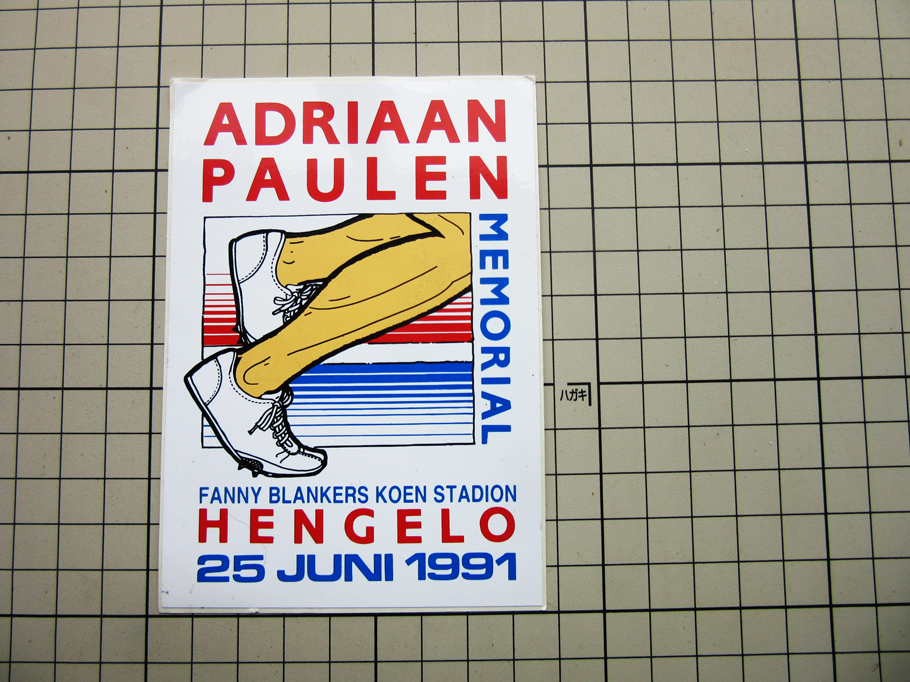 ADRIAAN
PAULEN
MEMORIAL
FANNY BLANKERS KOEN STADION
HENGELO
25 JUNI 1991
ハガキ